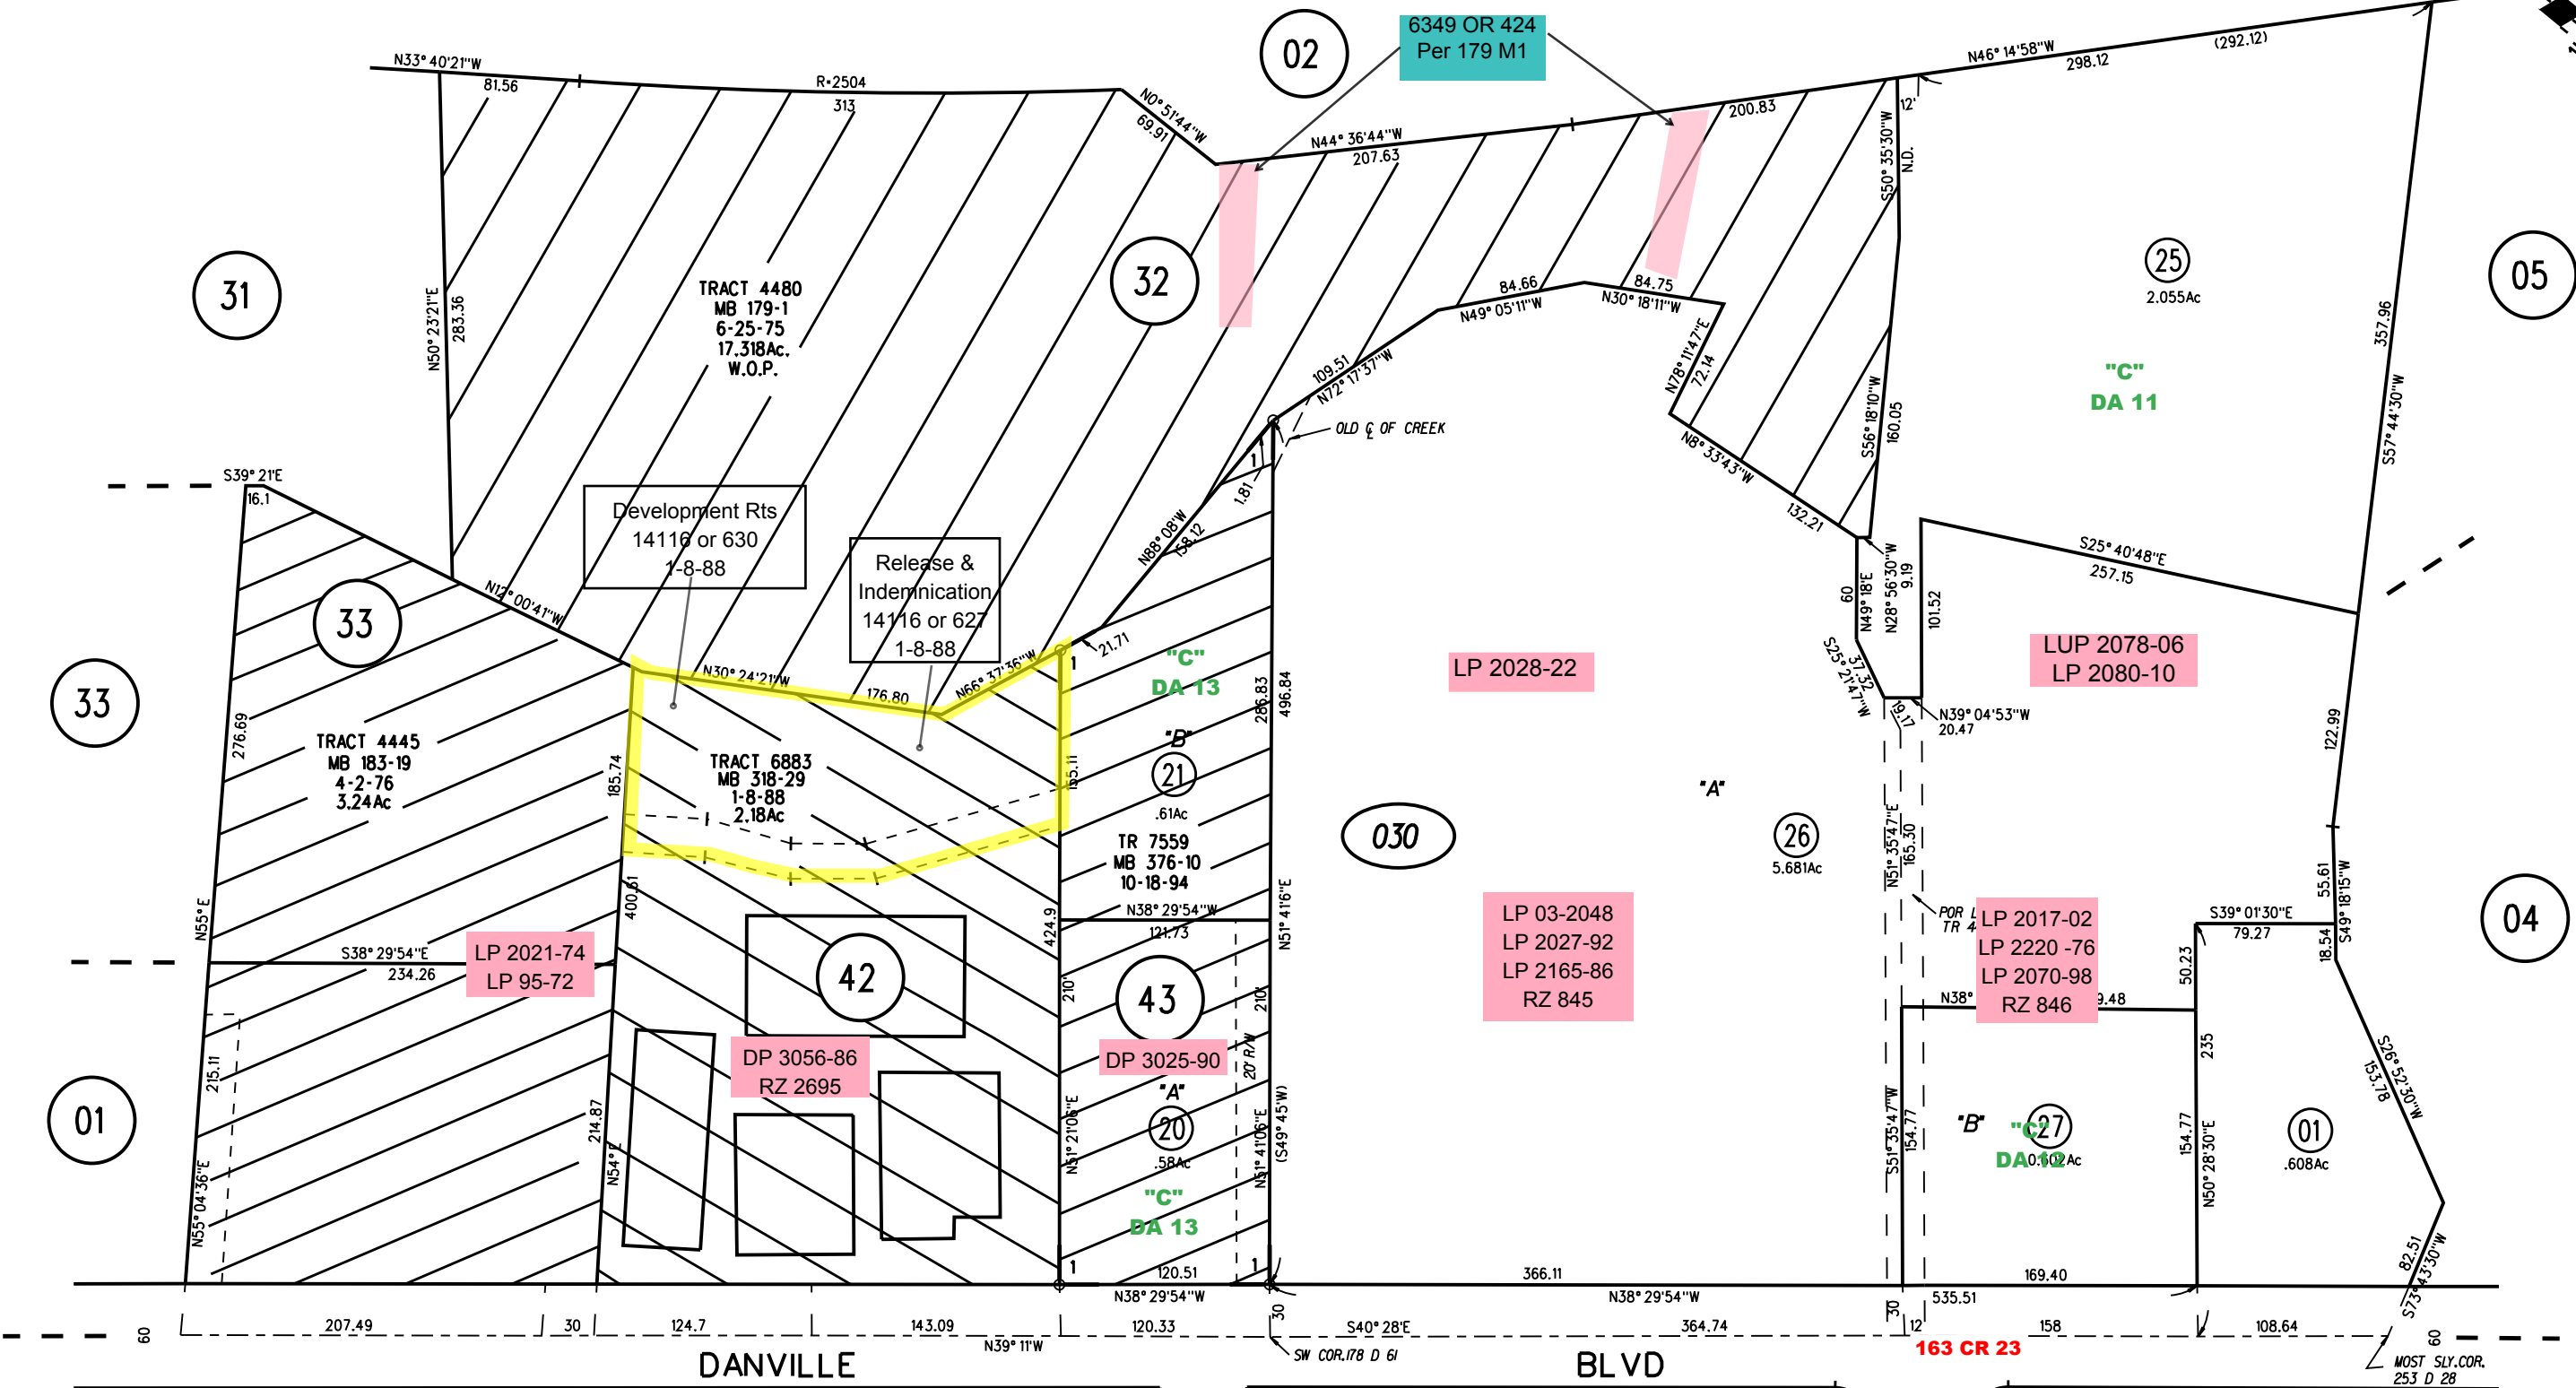 02
6349 OR 424
Per 179 M1
N33° 40'21"W
81.56
R=2504
313
N0° 51'44"W
69.91
N44° 36'44"W
207.63
200.83
N46° 14'58"W
298.12
(292.12)
12'
S50° 35'30"W
N.D.
31
32
25
2.055Ac
05
N50° 23'21"E
283.36
TRACT 4480
MB 179-1
6-25-75
17.318Ac.
W.O.P.
84.66
N49° 05'11"W
84.75
N30° 18'11"W
N78° 11'47"E
72.14
109.51
N72° 17'37"W
OLD ℄ OF CREEK
S56° 18'10"W
160.05
"C"
DA 11
357.96
S57° 44'30"W
N8° 33'43"W
132.21
S39° 21'E
16.1
Development Rts
14116 or 630
1-8-88
Release &
Indemnication
14116 or 627
1-8-88
1
1.81
N88° 08'W
158.12
N12° 00'41"W
33
33
N30° 24'21"W
176.80
N66° 37'36"W
21.71
1
"C"
DA 13
286.83
496.84
LP 2028-22
60
N49° 18'E
N28° 56'30"W
9.19
101.52
S25° 40'48"E
257.15
LUP 2078-06
LP 2080-10
37.32
S25° 21'47"W
19.17
N39° 04'53"W
20.47
122.99
276.69
TRACT 4445
MB 183-19
4-2-76
3.24Ac
185.74
TRACT 6883
MB 318-29
1-8-88
2.18Ac
155.11
"B"
21
.61Ac
TR 7559
MB 376-10
10-18-94
030
"A"
26
5.681Ac
N51° 35'47"E
165.30
N55° E
400.61
424.9
N38° 29'54"W
121.73
N51° 41'6"E
LP 03-2048
LP 2027-92
LP 2165-86
RZ 845
POR L
TR 4
LP 2017-02
LP 2220 -76
LP 2070-98
RZ 846
S39° 01'30"E
79.27
55.61
S49° 18'15"W
18.54
04
S38° 29'54"E
234.26
LP 2021-74
LP 95-72
42
210'
43
210'
N38°
9.48
50.23
235
215.11
DP 3056-86
RZ 2695
DP 3025-90
20' R/W
"A"
20
.58Ac
"C"
DA 13
S26° 52'30"W
153.78
01
N55° 04'36"E
214.87
N54° E
N51° 21'06"E
N51° 41'06"E
(S49° 45'W)
S51° 35'47"W
154.77
"B"
27
"C"
0.602Ac
DA 12
154.77
N50° 28'30"E
01
.608Ac
82.51
S73° 43'30"W
1
120.51
1
366.11
169.40
N38° 29'54"W
N38° 29'54"W
535.51
60
207.49
30
124.7
143.09
120.33
30
S40° 28'E
364.74
30
12
158
108.64
60
N39° 11'W
SW COR.178 D 61
163 CR 23
DANVILLE
BLVD
MOST SLY.COR.
253 D 28